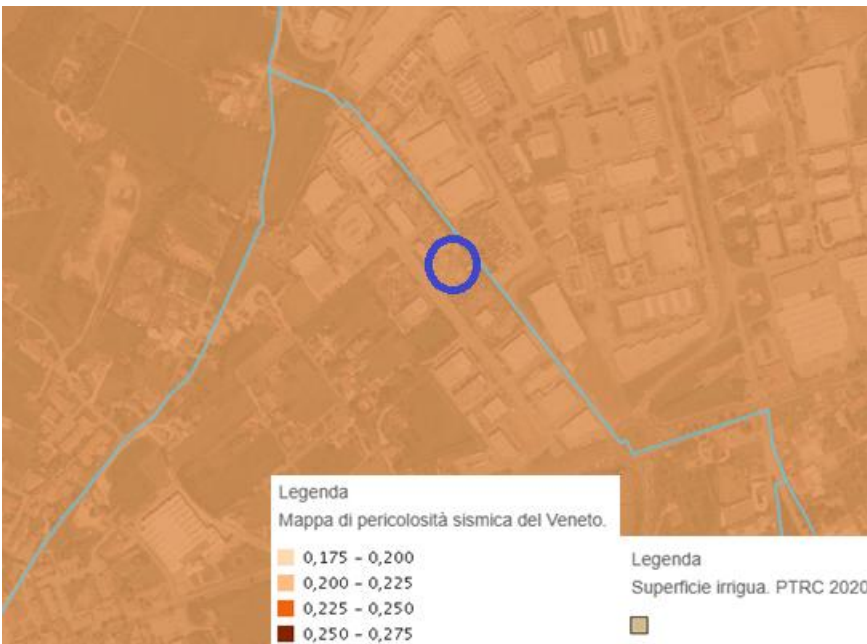 Legenda
Mappa di pericolosità sismica del Veneto.
0,175 - 0,200
0,200 - 0,225
0,225 - 0,250
0,250 - 0,275
Legenda
Superficie irrigua. PTRC 2020